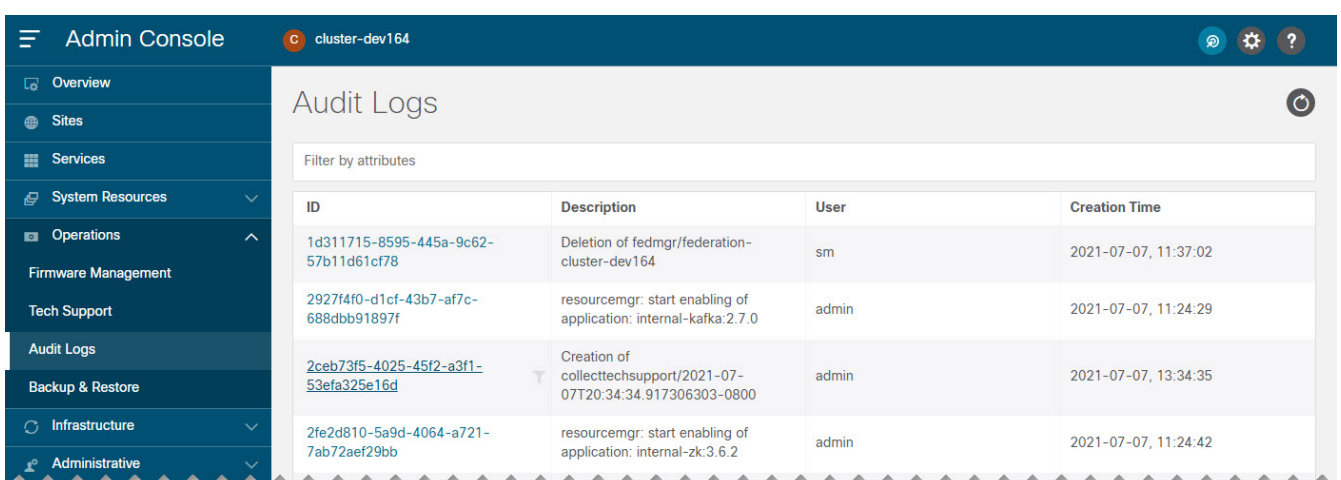 Admin Console
C cluster-dev164
?
Overview
Sites
Services
System Resources
Operations
Firmware Management
Tech Support
Audit Logs
Backup & Restore
Infrastructure
Administrative
Audit Logs
Filter by attributes
ID Description User Creation Time
1d311715-8595-445a-9c62-
57b11d61cf78
Deletion of fedmgr/federation-
cluster-dev164
sm
2021-07-07, 11:37:02
2927f4f0-d1cf-43b7-af7c-
688dbb91897f
resourcemgr: start enabling of
application: internal-kafka:2.7.0
admin
2021-07-07, 11:24:29
2ceb73f5-4025-45f2-a3f1-
53efa325e16d
Creation of
collecttechsupport/2021-07-
07T20:34:34.917306303-0800
admin
2021-07-07, 13:34:35
2fe2d810-5a9d-4064-a721-
7ab72aef29bb
resourcemgr: start enabling of
application: internal-zk:3.6.2
admin
2021-07-07, 11:24:42